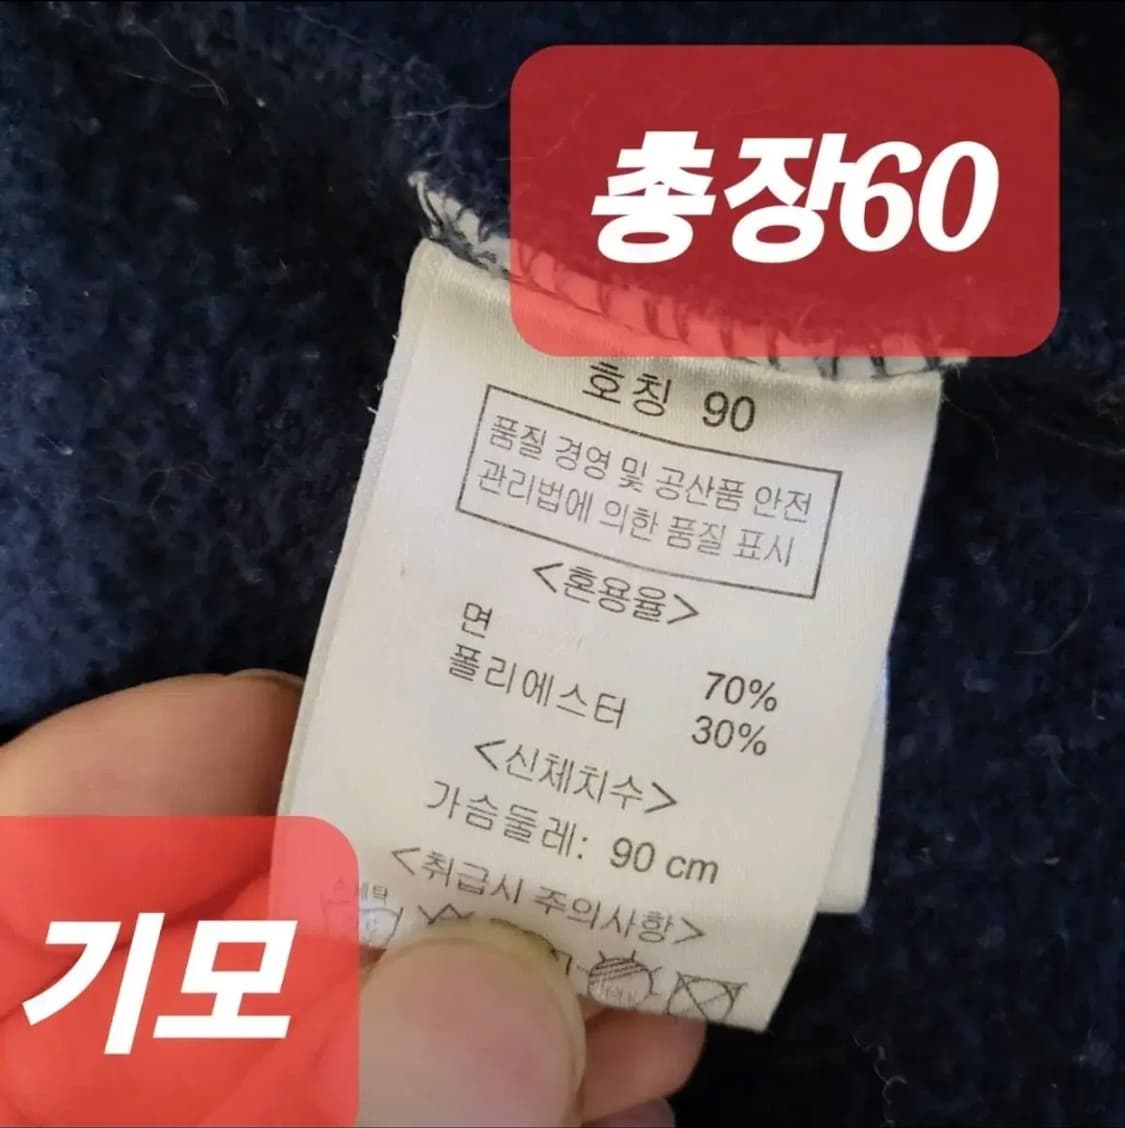 총장60
호칭 90
품질 경영 및 공산품 안전
관리법에 의한 품질 표시
<혼용율>
면 70%
폴리에스터 30%
<신체치수>
가슴둘레: 90 cm
<취급시 주의사항>
손세탁
기모